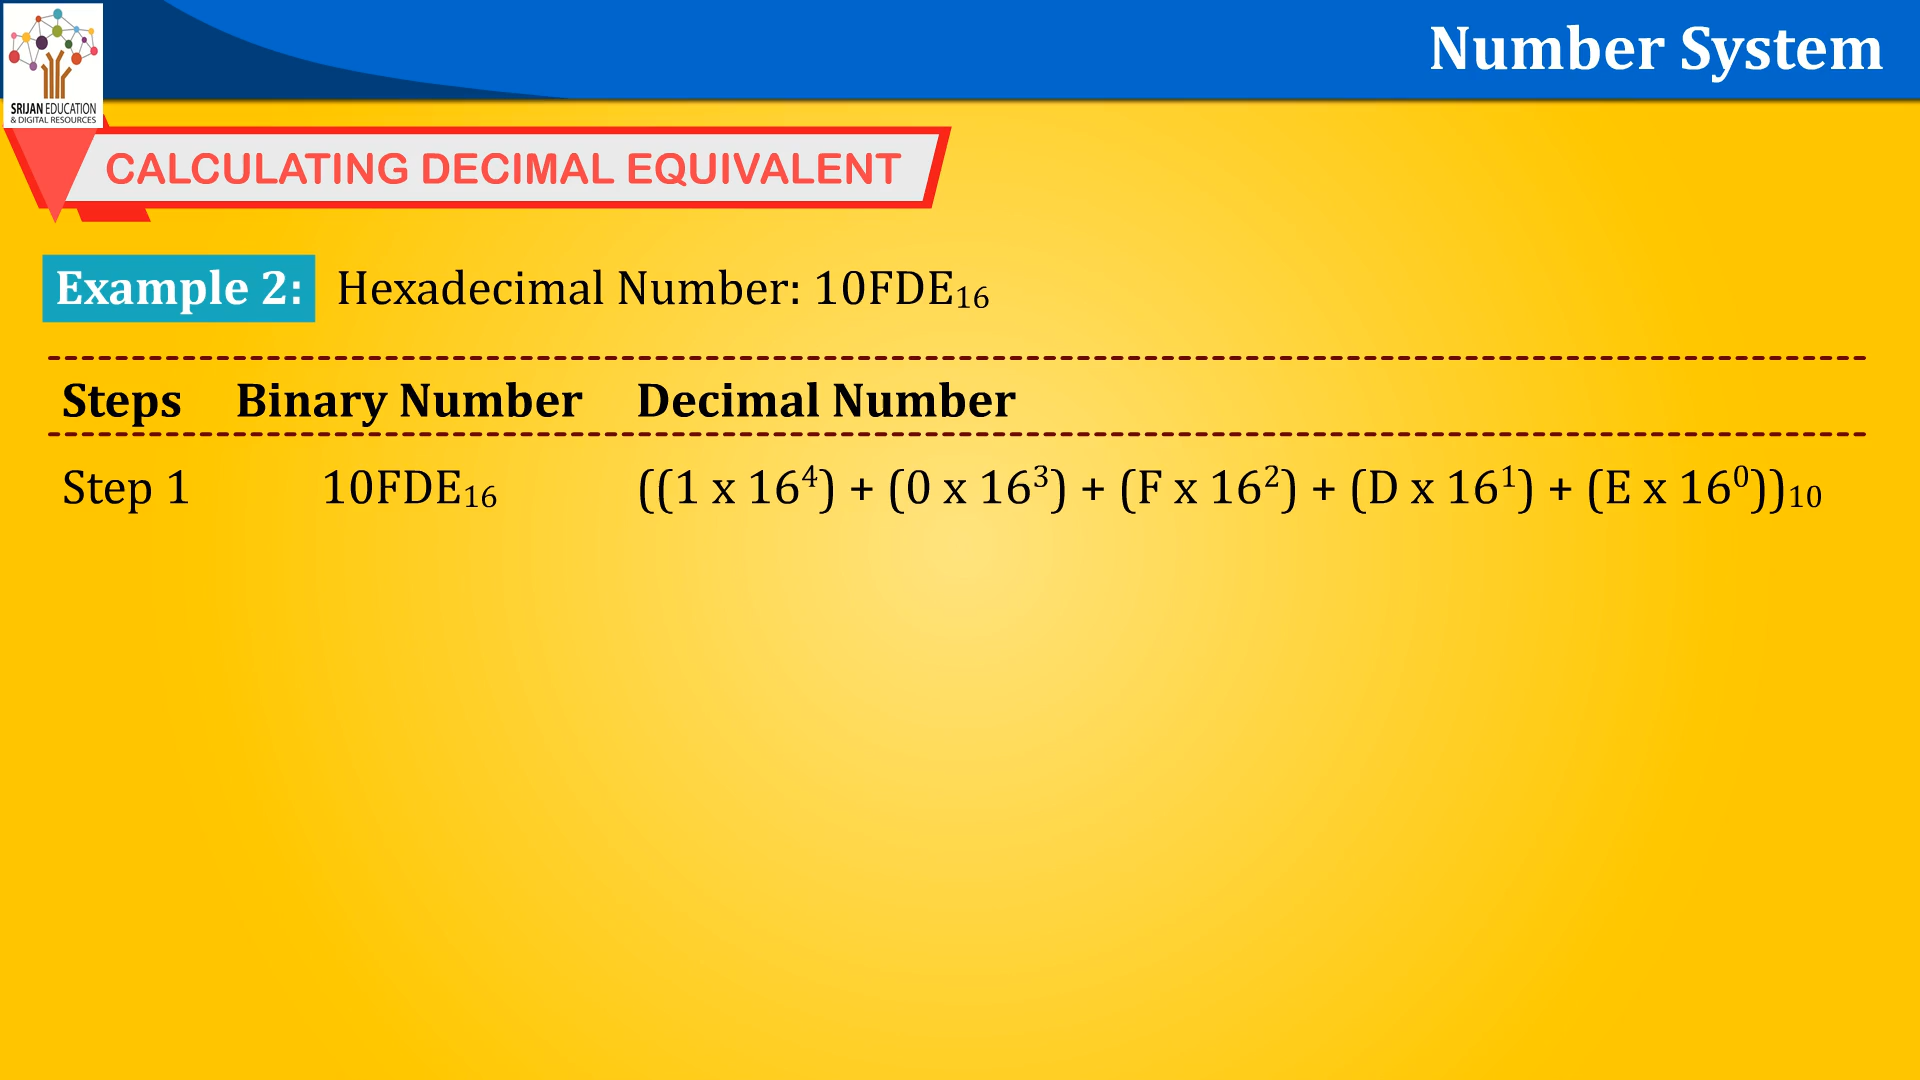 Number System
SRIJAN EDUCATION
& DIGITAL RESOURCES
CALCULATING DECIMAL EQUIVALENT
Example 2: Hexadecimal Number: 10FDE₁₆
Steps Binary Number Decimal Number
Step 1 10FDE₁₆ ((1 x 16⁴) + (0 x 16³) + (F x 16²) + (D x 16¹) + (E x 16⁰))₁₀